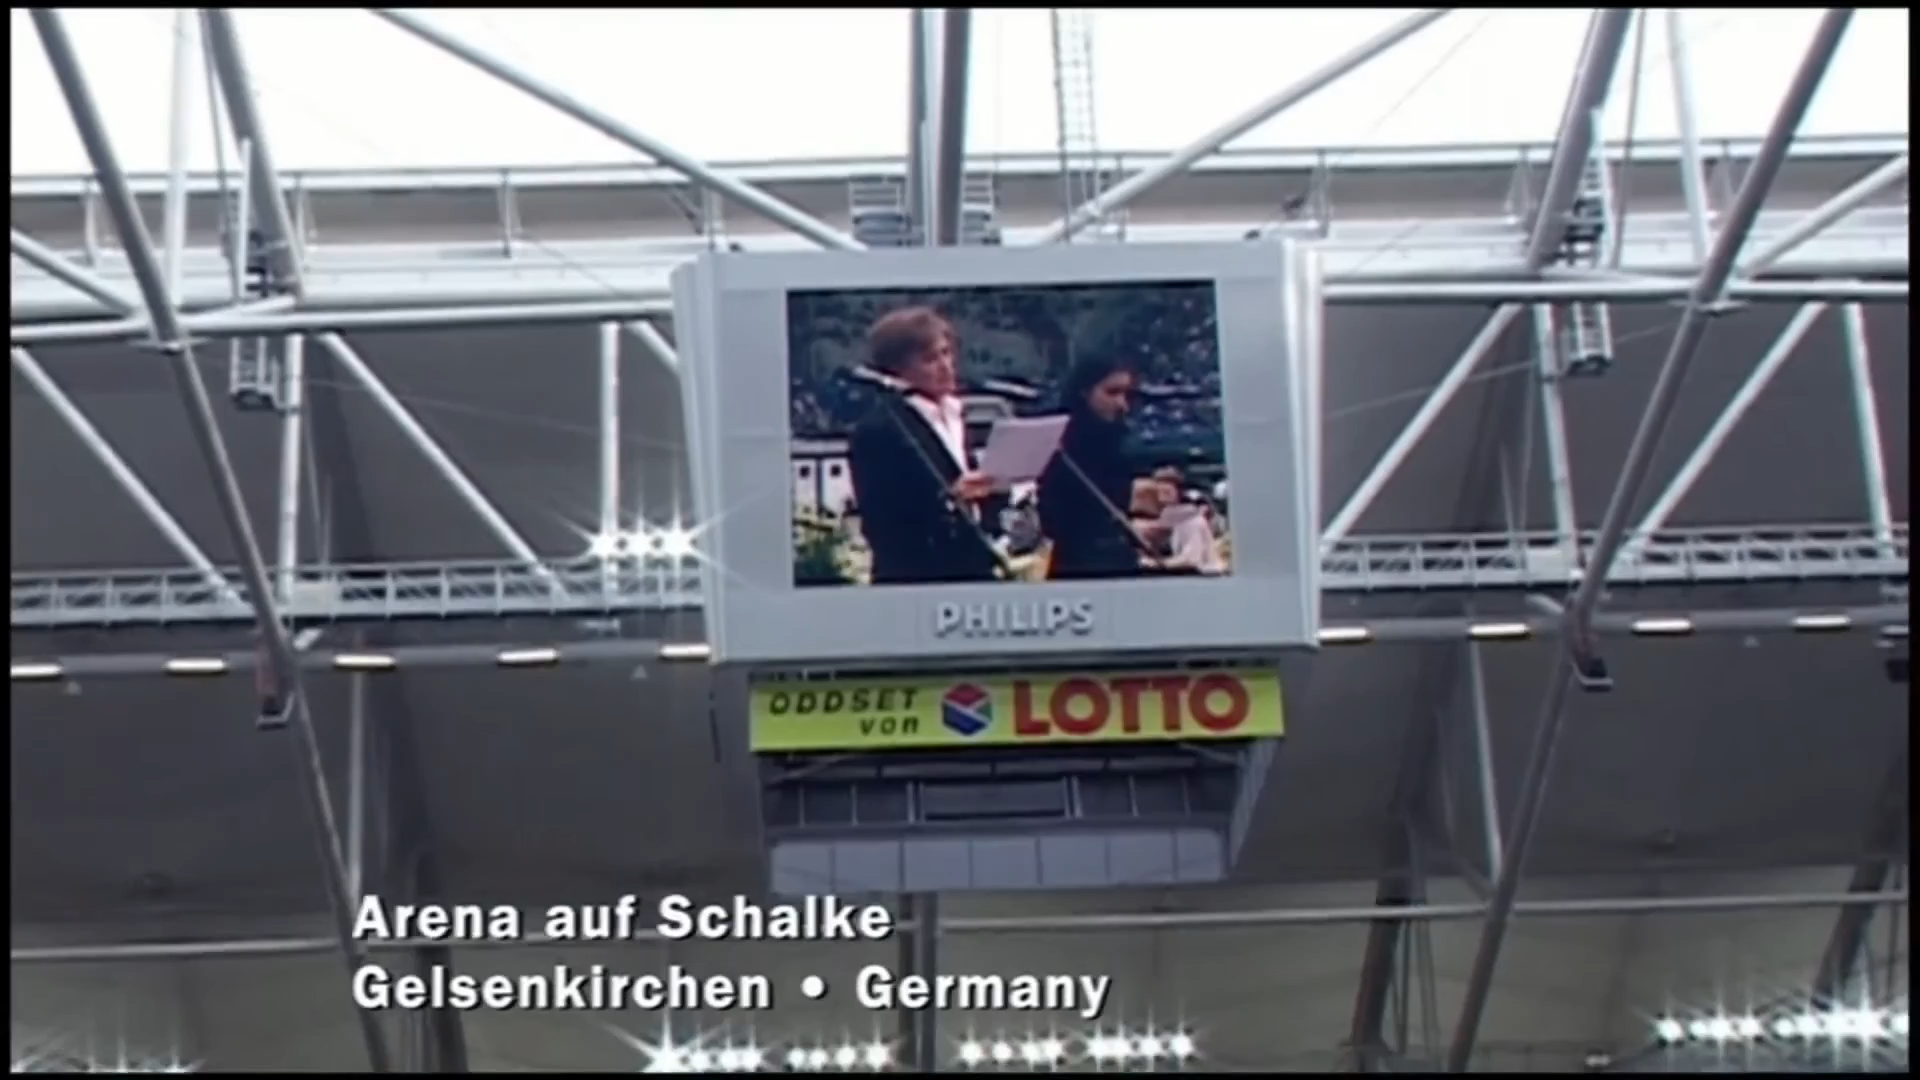 PHILIPS
ODDSET
von
LOTTO
Arena auf Schalke
Gelsenkirchen • Germany